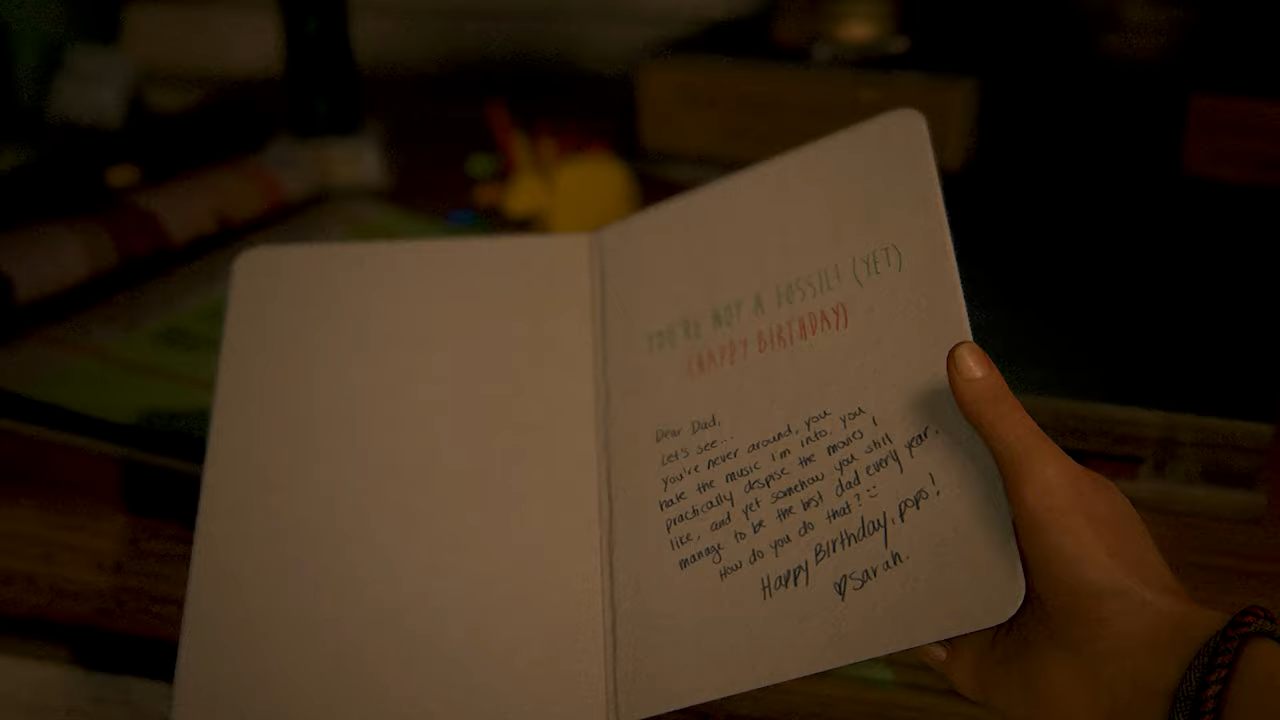 YOU'RE NOT A FOSSIL! (YET)
(HAPPY BIRTHDAY)
Dear Dad,
Let's see...
you're never around, you
hate the music I'm into, you
practically despise the movies I
like, and yet somehow you still
manage to be the best dad every year.
How do you do that? :)
Happy Birthday, pops!
♡ Sarah.